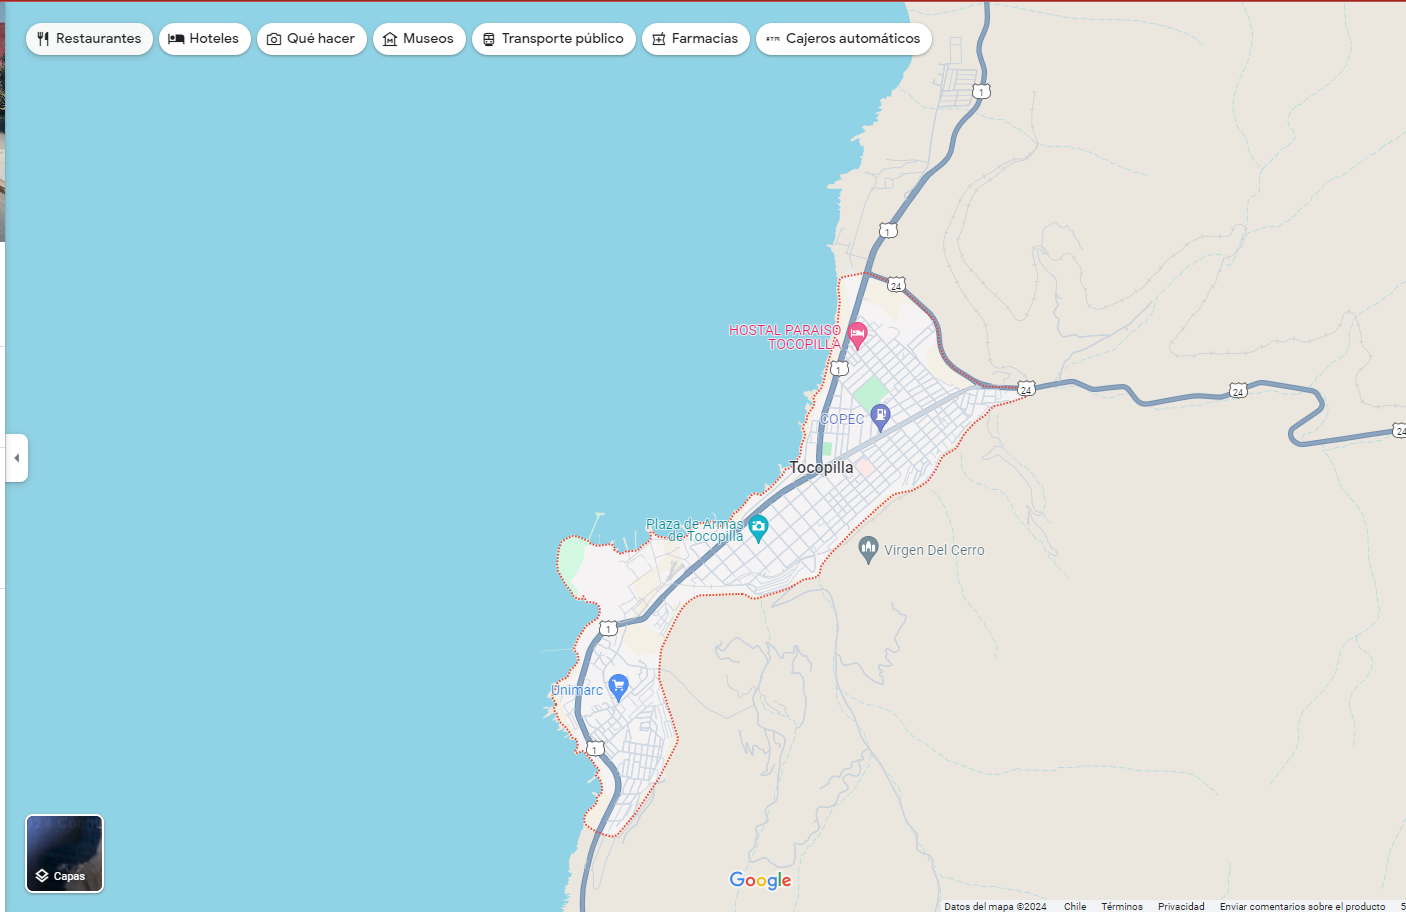 Restaurantes
Hoteles
Qué hacer
Museos
Transporte público
Farmacias
ATM
Cajeros automáticos
1
1
24
HOSTAL PARAISO
TOCOPILLA
1
24
24
COPEC
24
Tocopilla
Plaza de Armas
de Tocopilla
Virgen Del Cerro
1
Unimarc
1
Capas
Google
Datos del mapa ©2024
Chile
Términos
Privacidad
Enviar comentarios sobre el producto
5